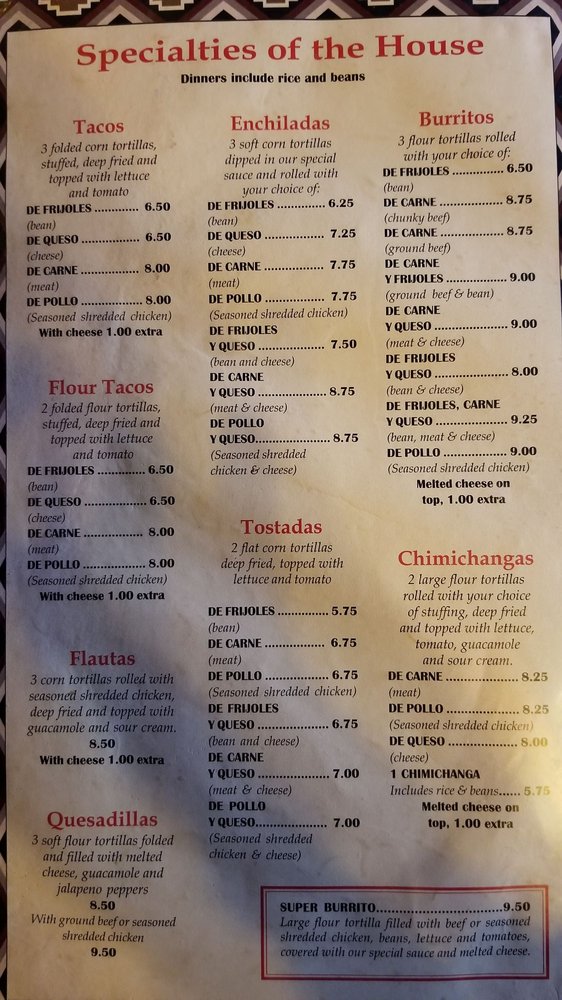 Specialties of the House
Dinners include rice and beans
Tacos
3 folded corn tortillas,
stuffed, deep fried and
topped with lettuce
and tomato
DE FRIJOLES ............. 6.50
(bean)
DE QUESO ................. 6.50
(cheese)
DE CARNE ................. 8.00
(meat)
DE POLLO .................. 8.00
(Seasoned shredded chicken)
With cheese 1.00 extra
Flour Tacos
2 folded flour tortillas,
stuffed, deep fried and
topped with lettuce
and tomato
DE FRIJOLES .............. 6.50
(bean)
DE QUESO .................. 6.50
(cheese)
DE CARNE .................. 8.00
(meat)
DE POLLO ................... 8.00
(Seasoned shredded chicken)
With cheese 1.00 extra
Flautas
3 corn tortillas rolled with
seasoned shredded chicken,
deep fried and topped with
guacamole and sour cream.
8.50
With cheese 1.00 extra
Quesadillas
3 soft flour tortillas folded
and filled with melted
cheese, guacamole and
jalapeno peppers
8.50
With ground beef or seasoned
shredded chicken
9.50
Enchiladas
3 soft corn tortillas
dipped in our special
sauce and rolled with
your choice of:
DE FRIJOLES .............. 6.25
(bean)
DE QUESO .................. 7.25
(cheese)
DE CARNE .................. 7.75
(meat)
DE POLLO .................. 7.75
(Seasoned shredded chicken)
DE FRIJOLES
Y QUESO .................... 7.50
(bean and cheese)
DE CARNE
Y QUESO .................... 8.75
(meat & cheese)
DE POLLO
Y QUESO...................... 8.75
(Seasoned shredded
chicken & cheese)
Tostadas
2 flat corn tortillas
deep fried, topped with
lettuce and tomato
DE FRIJOLES ............... 5.75
(bean)
DE CARNE ................... 6.75
(meat)
DE POLLO ................... 6.75
(Seasoned shredded chicken)
DE FRIJOLES
Y QUESO ..................... 6.75
(bean and cheese)
DE CARNE
Y QUESO ..................... 7.00
(meat & cheese)
DE POLLO
Y QUESO..................... 7.00
(Seasoned shredded
chicken & cheese)
Burritos
3 flour tortillas rolled
with your choice of:
DE FRIJOLES ............... 6.50
(bean)
DE CARNE ................... 8.75
(chunky beef)
DE CARNE ................... 8.75
(ground beef)
DE CARNE
Y FRIJOLES .................. 9.00
(ground beef & bean)
DE CARNE
Y QUESO ...................... 9.00
(meat & cheese)
DE FRIJOLES
Y QUESO ...................... 8.00
(bean & cheese)
DE FRIJOLES, CARNE
Y QUESO ...................... 9.25
(bean, meat & cheese)
DE POLLO .................... 9.00
(Seasoned shredded chicken)
Melted cheese on
top, 1.00 extra
Chimichangas
2 large flour tortillas
rolled with your choice
of stuffing, deep fried
and topped with lettuce,
tomato, guacamole
and sour cream.
DE CARNE .................... 8.25
(meat)
DE POLLO .................... 8.25
(Seasoned shredded chicken)
DE QUESO .................... 8.00
(cheese)
1 CHIMICHANGA
Includes rice & beans...... 5.75
Melted cheese on
top, 1.00 extra
SUPER BURRITO..................................9.50
Large flour tortilla filled with beef or seasoned
shredded chicken, beans, lettuce and tomatoes,
covered with our special sauce and melted cheese.